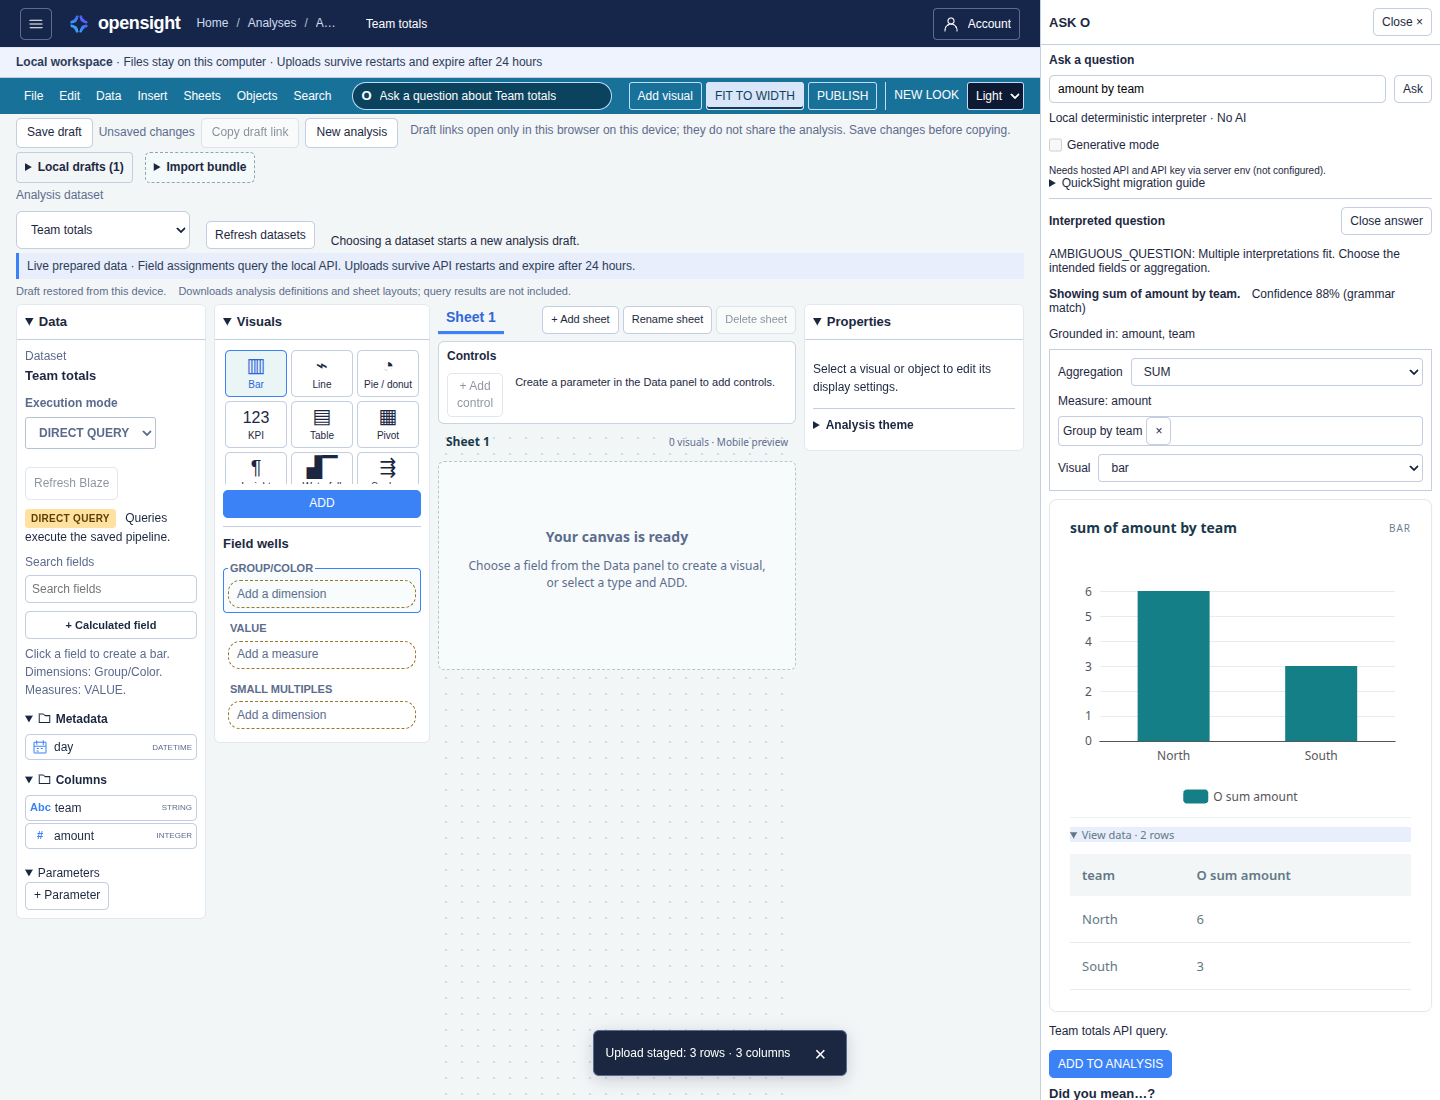 opensight
Home / Analyses / A… Team totals
Account
Local workspace · Files stay on this computer · Uploads survive restarts and expire after 24 hours
File Edit Data Insert Sheets Objects Search
O Ask a question about Team totals
Add visual FIT TO WIDTH PUBLISH NEW LOOK Light
Save draft Unsaved changes Copy draft link New analysis Draft links open only in this browser on this device; they do not share the analysis. Save changes before copying.
Local drafts (1) Import bundle
Analysis dataset
Team totals Refresh datasets Choosing a dataset starts a new analysis draft.
Live prepared data · Field assignments query the local API. Uploads survive API restarts and expire after 24 hours.
Draft restored from this device. Downloads analysis definitions and sheet layouts; query results are not included.
Data
Dataset
Team totals
Execution mode
DIRECT QUERY
Refresh Blaze
DIRECT QUERY Queries
execute the saved pipeline.
Search fields
Search fields
+ Calculated field
Click a field to create a bar.
Dimensions: Group/Color.
Measures: VALUE.
Metadata
day DATETIME
Columns
Abc team STRING
# amount INTEGER
Parameters
+ Parameter
Visuals
Bar Line Pie / donut
123
KPI Table Pivot
ADD
Field wells
GROUP/COLOR
Add a dimension
VALUE
Add a measure
SMALL MULTIPLES
Add a dimension
Sheet 1 + Add sheet Rename sheet Delete sheet
Controls
+ Add
control
Create a parameter in the Data panel to add controls.
Sheet 1 0 visuals · Mobile preview
Your canvas is ready
Choose a field from the Data panel to create a visual,
or select a type and ADD.
Properties
Select a visual or object to edit its
display settings.
Analysis theme
Upload staged: 3 rows · 3 columns ×
ASK O Close ×
Ask a question
amount by team Ask
Local deterministic interpreter · No AI
Generative mode
Needs hosted API and API key via server env (not configured).
QuickSight migration guide
Interpreted question Close answer
AMBIGUOUS_QUESTION: Multiple interpretations fit. Choose the
intended fields or aggregation.
Showing sum of amount by team. Confidence 88% (grammar
match)
Grounded in: amount, team
Aggregation SUM
Measure: amount
Group by team ×
Visual bar
sum of amount by team BAR
6
5
4
3
2
1
0
North South
O sum amount
View data · 2 rows
team O sum amount
North 6
South 3
Team totals API query.
ADD TO ANALYSIS
Did you mean…?